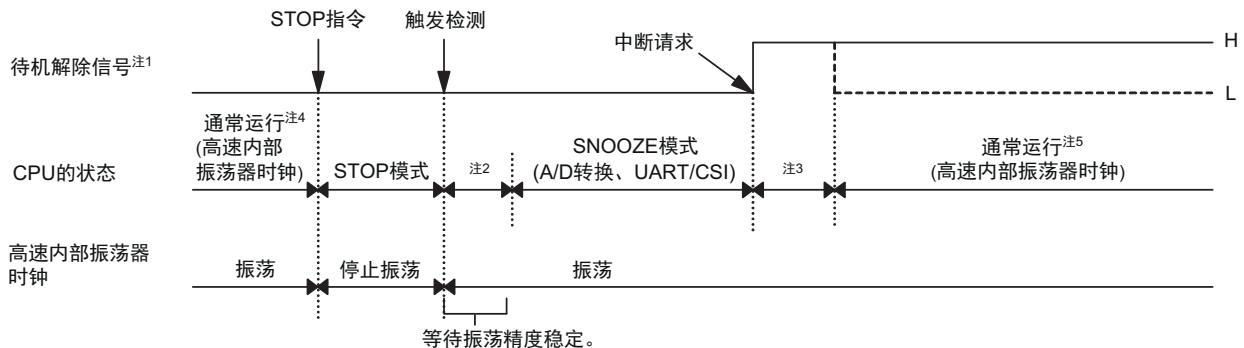 STOP指令
触发检测
中断请求
待机解除信号注1
H
L
通常运行注4
(高速内部
振荡器时钟)
CPU的状态
STOP模式
注2
SNOOZE模式
(A/D转换、UART/CSI)
注3
通常运行注5
(高速内部振荡器时钟)
高速内部振荡器
时钟
振荡
停止振荡
振荡
等待振荡精度稳定。